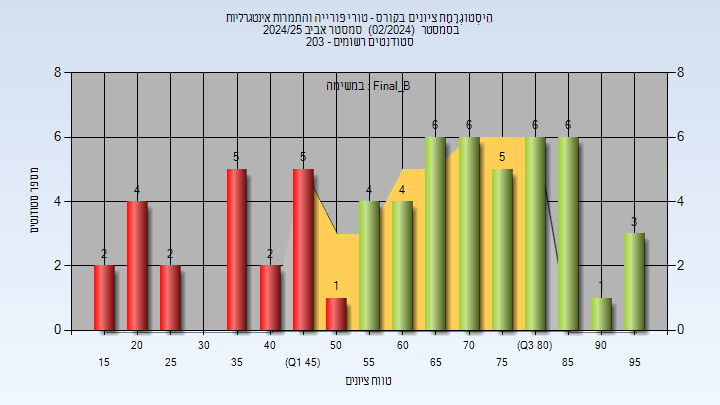 היסטוגרמת ציונים בקורס - טורי פורייה והתמרות אינטגרליות
בסמסטר (02/2024) סמסטר אביב 2024/25
סטודנטים רשומים - 203
במשימה : Final_B
8 8
6 6
4 4
2 2
0 0
מספר סטודנטים
2 4 2 5 2 5 1 4 4 6 6 5 6 6 1 3
20 30 40 50 60 70 (Q3 80) 90
15 25 35 (Q1 45) 55 65 75 85 95
טווח ציונים